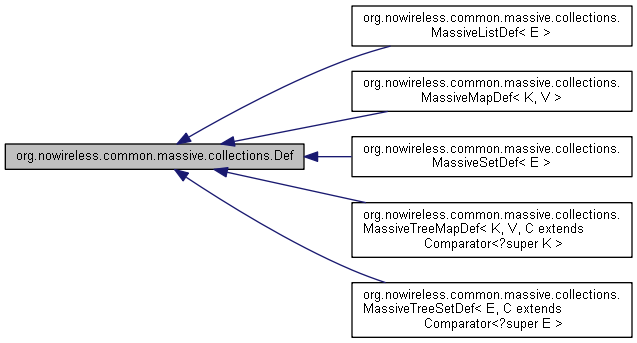 org.nowireless.common.massive.collections.
MassiveListDef< E >
org.nowireless.common.massive.collections.
MassiveMapDef< K, V >
org.nowireless.common.massive.collections.Def
org.nowireless.common.massive.collections.
MassiveSetDef< E >
org.nowireless.common.massive.collections.
MassiveTreeMapDef< K, V, C extends
Comparator<?super K >
org.nowireless.common.massive.collections.
MassiveTreeSetDef< E, C extends
Comparator<?super E >